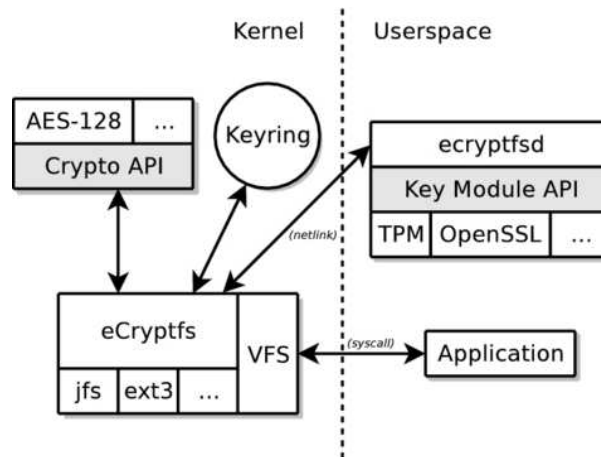 Kernel
Userspace
AES-128
...
Crypto API
Keyring
ecryptfsd
Key Module API
TPM
OpenSSL
...
(netlink)
eCryptfs
VFS
jfs
ext3
...
(syscall)
Application